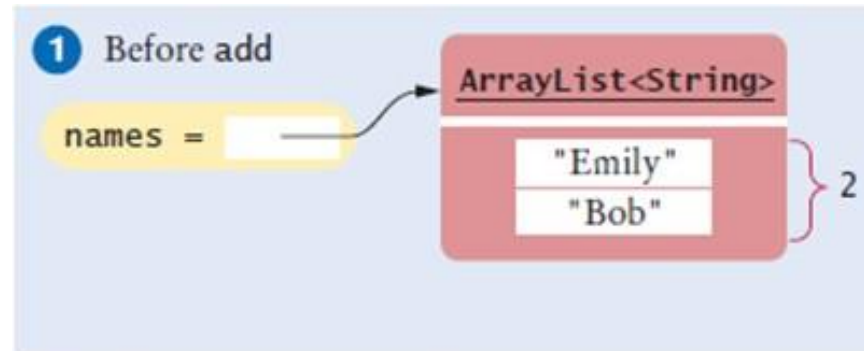 1 Before add
ArrayList<String>
names =
"Emily"
"Bob"
2